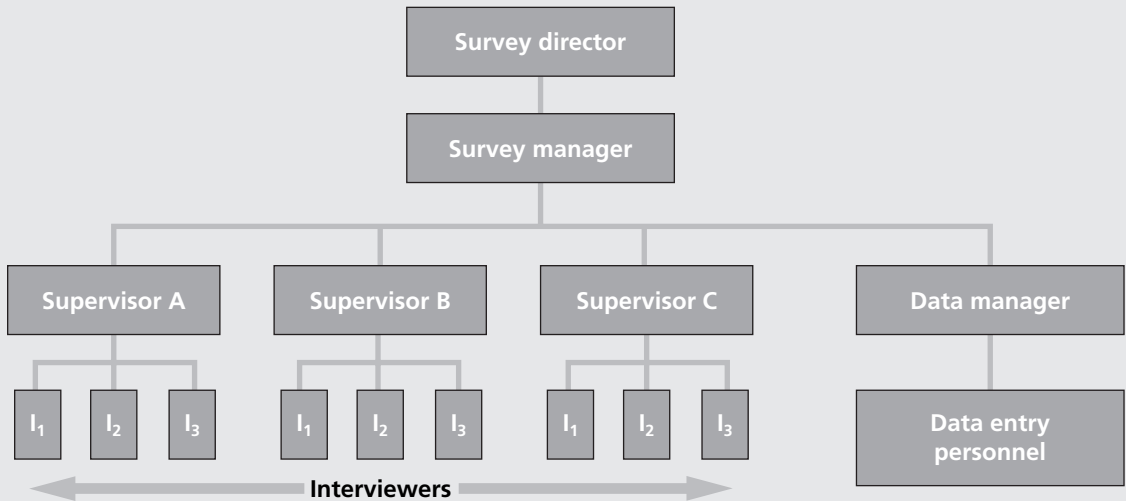 Survey director
Survey manager
Supervisor A
Supervisor B
Supervisor C
Data manager
I₁
I₂
I₃
I₁
I₂
I₃
I₁
I₂
I₃
Data entry
personnel
Interviewers